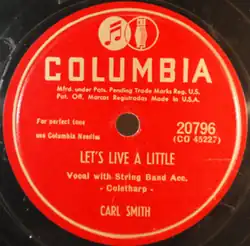 COLUMBIA
Mfrd. under Pats. Pending Trade Marks Reg. U.S.
Pat. Off. Marcas Registradas Made in U.S.A.
For perfect tone
use Columbia Needles
20796
(CO 45227)
LET'S LIVE A LITTLE
Vocal with String Band Acc.
- Coletharp -
CARL SMITH